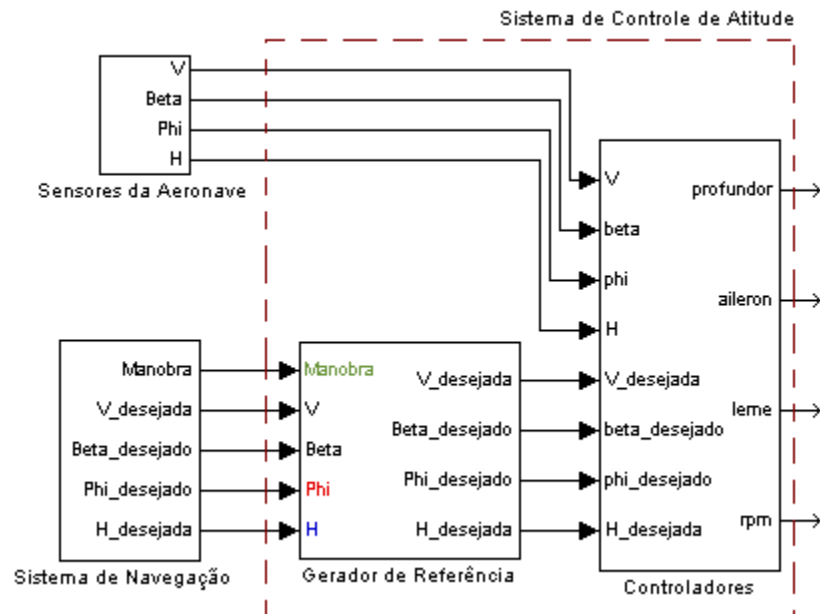 Sistema de Controle de Atitude
V
Beta
Phi
H
Sensores da Aeronave
V
beta
phi
H
V_desejada
beta_desejado
phi_desejado
H_desejada
profundor
aileron
leme
rpm
Controladores
Manobra
V_desejada
Beta_desejado
Phi_desejado
H_desejada
Sistema de Navegação
Manobra
V
Beta
Phi
H
V_desejada
Beta_desejado
Phi_desejado
H_desejada
Gerador de Referência